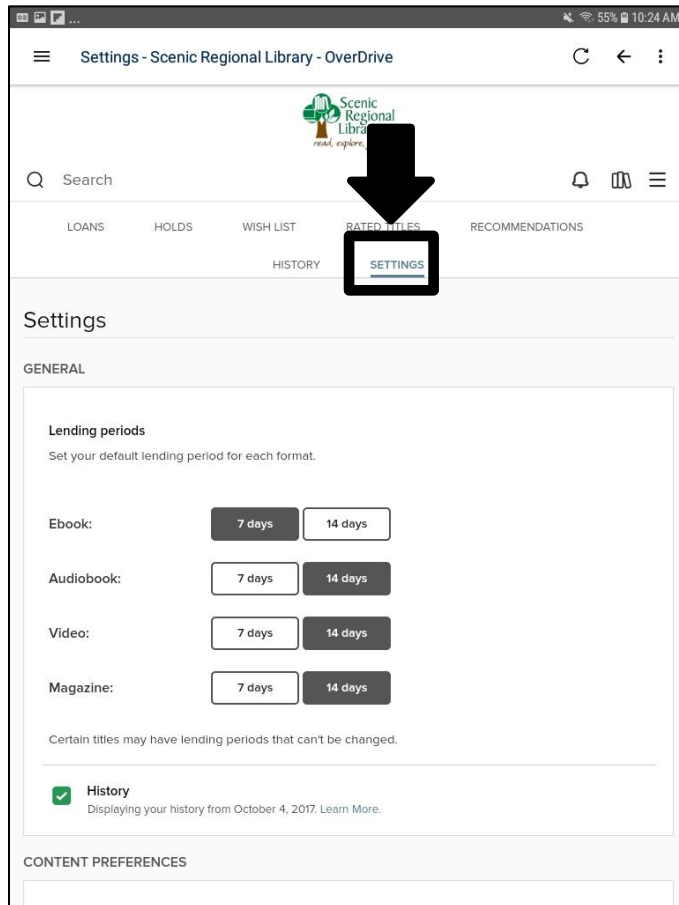 ...
55% 10:24 AM
Settings - Scenic Regional Library - OverDrive
Scenic
Regional
read, explore,
Search
LOANS HOLDS WISH LIST RATED TITLES RECOMMENDATIONS
HISTORY SETTINGS
Settings
GENERAL
Lending periods
Set your default lending period for each format.
Ebook: 7 days 14 days
Audiobook: 7 days 14 days
Video: 7 days 14 days
Magazine: 7 days 14 days
Certain titles may have lending periods that can't be changed.
History
Displaying your history from October 4, 2017. Learn More.
CONTENT PREFERENCES